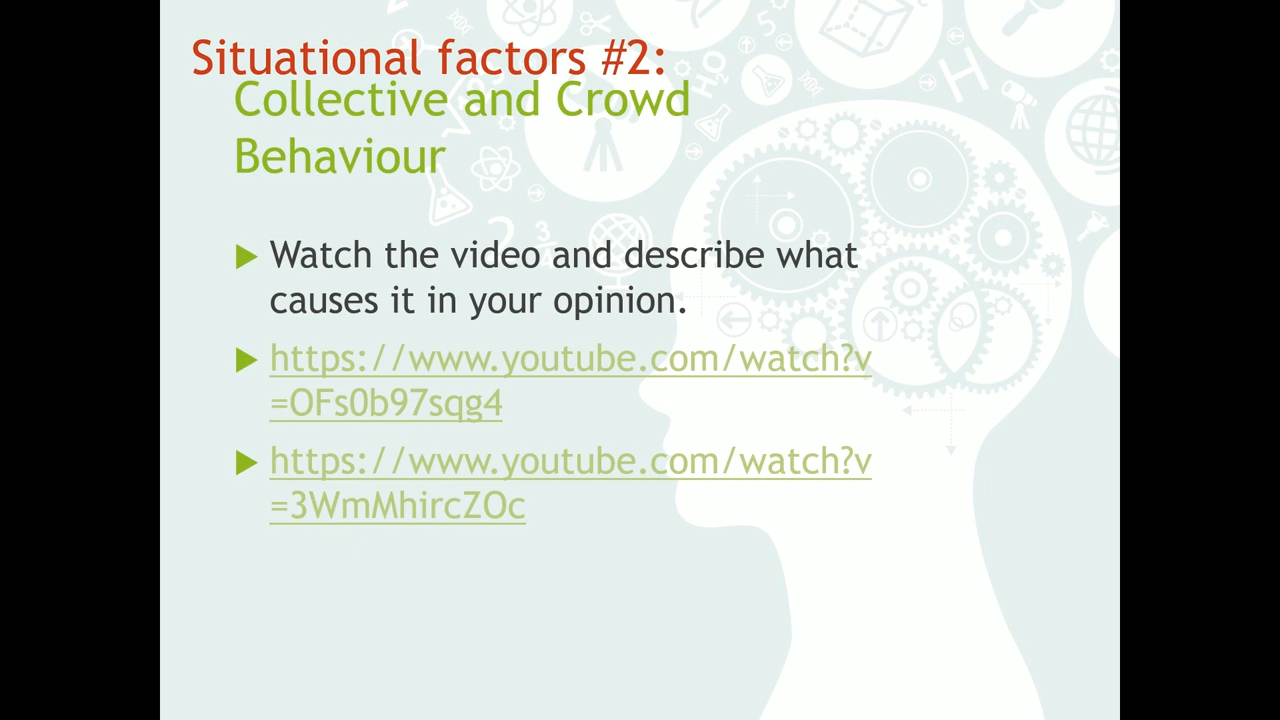 Situational factors #2:
Collective and Crowd
Behaviour
Watch the video and describe what
causes it in your opinion.
https://www.youtube.com/watch?v
=OFs0b97sqg4
https://www.youtube.com/watch?v
=3WmMhircZOc